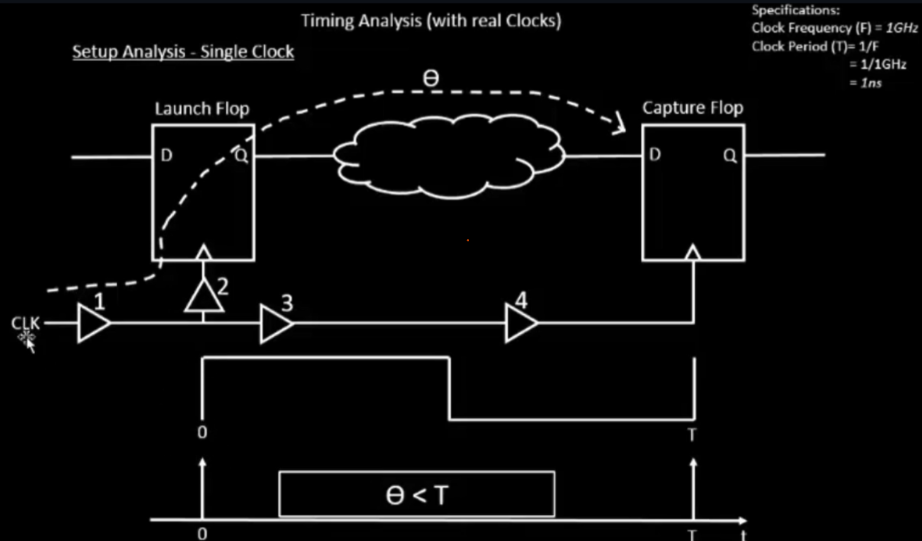 Timing Analysis (with real Clocks)
Specifications:
Clock Frequency (F) = 1GHz
Clock Period (T)= 1/F
= 1/1GHz
= 1ns
Setup Analysis - Single Clock
Θ
Launch Flop
Capture Flop
D
Q
D
Q
1
2
3
4
CLK
0
T
Θ < T
0
T
t